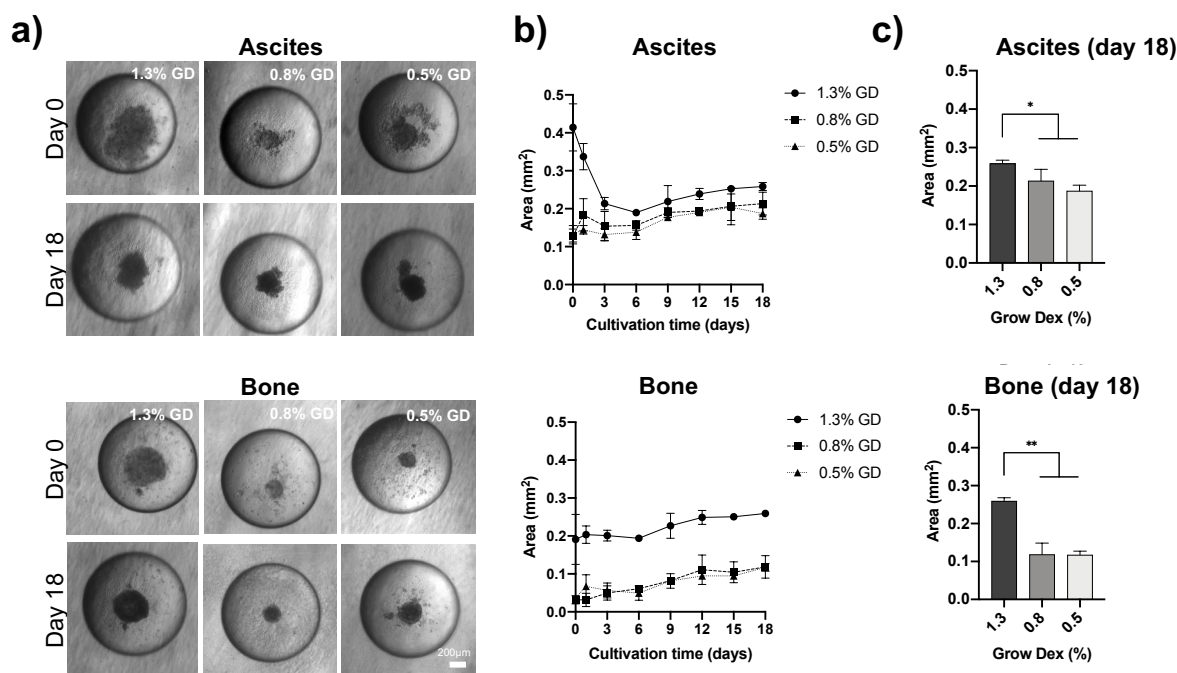 a)
Ascites
1.3% GD
0.8% GD
0.5% GD
Day 0
Day 18
Bone
1.3% GD
0.8% GD
0.5% GD
Day 0
Day 18
200µm
b)
Ascites
0.5
0.4
0.3
0.2
0.1
0.0
Area (mm²)
0 3 6 9 12 15 18
Cultivation time (days)
1.3% GD
0.8% GD
0.5% GD
Bone
0.5
0.4
0.3
0.2
0.1
0.0
Area (mm²)
0 3 6 9 12 15 18
Cultivation time (days)
1.3% GD
0.8% GD
0.5% GD
c)
Ascites (day 18)
0.5
0.4
0.3
0.2
0.1
0.0
Area (mm²)
*
1.3 0.8 0.5
Grow Dex (%)
Bone (day 18)
0.5
0.4
0.3
0.2
0.1
0.0
Area (mm²)
**
1.3 0.8 0.5
Grow Dex (%)